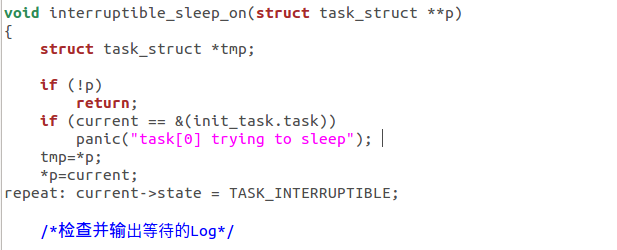 void interruptible_sleep_on(struct task_struct **p)
{
    struct task_struct *tmp;
    if (!p)
        return;
    if (current == &(init_task.task))
        panic("task[0] trying to sleep");
    tmp=*p;
    *p=current;
repeat: current->state = TASK_INTERRUPTIBLE;
    /*检查并输出等待的Log*/